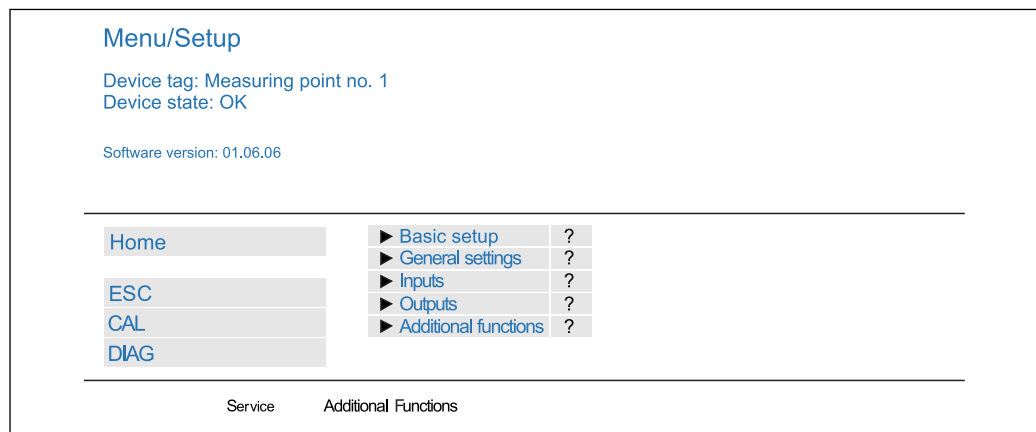 Menu/Setup
Device tag: Measuring point no. 1
Device state: OK
Software version: 01.06.06
Home
ESC
CAL
DIAG
► Basic setup ?
► General settings ?
► Inputs ?
► Outputs ?
► Additional functions ?
Service Additional Functions